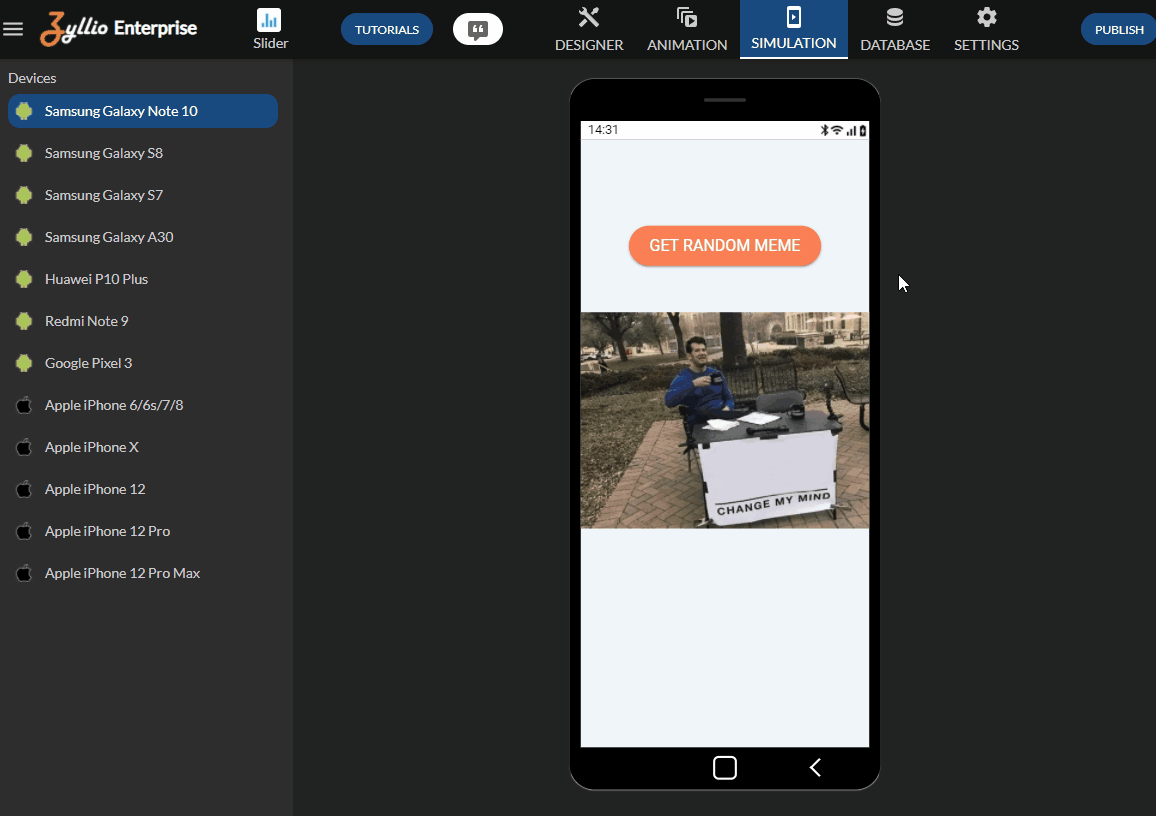 Zyllio Enterprise
Slider
TUTORIALS
DESIGNER
ANIMATION
SIMULATION
DATABASE
SETTINGS
PUBLISH
Devices
Samsung Galaxy Note 10
Samsung Galaxy S8
Samsung Galaxy S7
Samsung Galaxy A30
Huawei P10 Plus
Redmi Note 9
Google Pixel 3
Apple iPhone 6/6s/7/8
Apple iPhone X
Apple iPhone 12
Apple iPhone 12 Pro
Apple iPhone 12 Pro Max
14:31
GET RANDOM MEME
CHANGE MY MIND